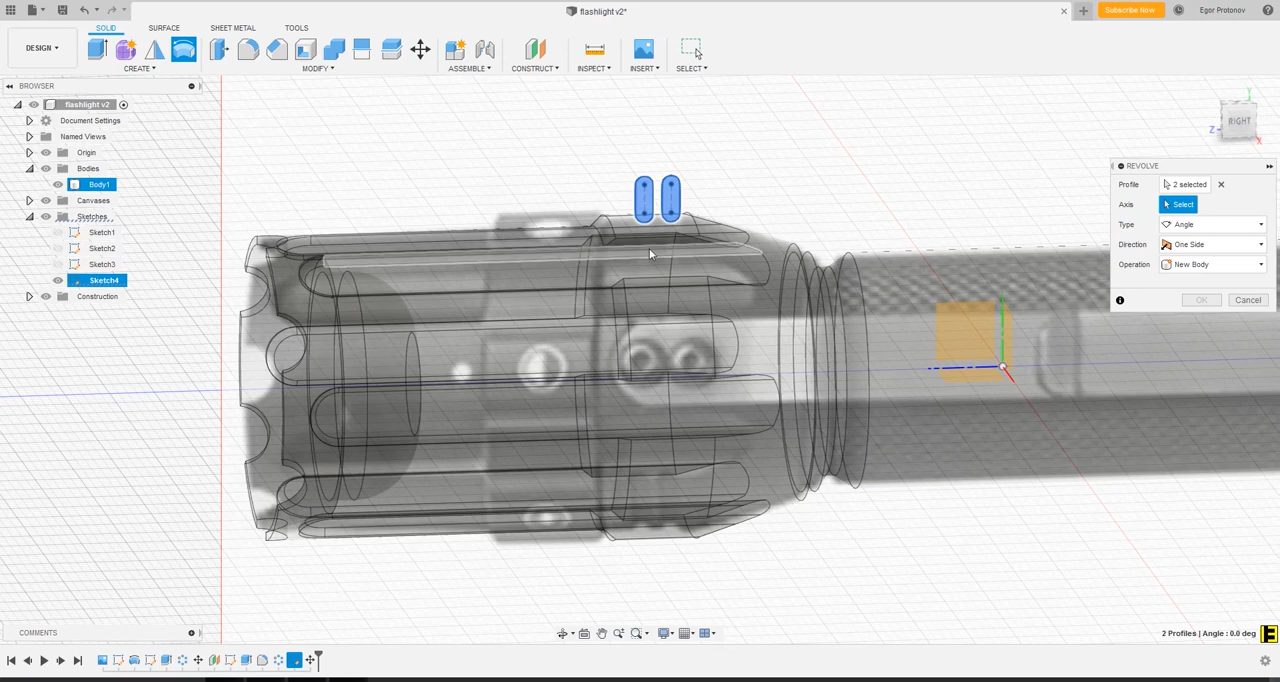 flashlight v2*
Subscribe Now
Egor Protonov
DESIGN
SOLID
SURFACE
SHEET METAL
TOOLS
CREATE
MODIFY
ASSEMBLE
CONSTRUCT
INSPECT
INSERT
SELECT
BROWSER
flashlight v2
Document Settings
Named Views
Origin
Bodies
Body1
Canvases
Sketches
Sketch1
Sketch2
Sketch3
Sketch4
Construction
Y
RIGHT
Z
X
REVOLVE
Profile 2 selected
Axis Select
Type Angle
Direction One Side
Operation New Body
OK Cancel
COMMENTS
2 Profiles | Angle : 0.0 deg